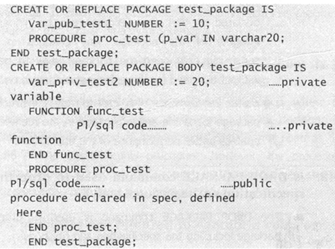 CREATE OR REPLACE PACKAGE test_package IS
Var_pub_test1 NUMBER := 10;
PROCEDURE proc_test (p_var IN varchar20;
END test_package;
CREATE OR REPLACE PACKAGE BODY test_package IS
Var_priv_test2 NUMBER := 20; ……private
variable
FUNCTION func_test
Pl/sql code……… …..private
function
END func_test
PROCEDURE proc_test
Pl/sql code………. ……public
procedure declared in spec, defined
Here
END proc_test;
END test_package;